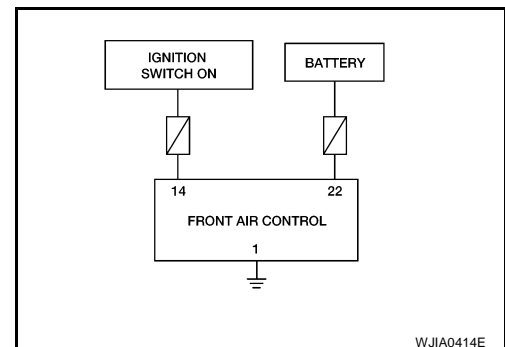 IGNITION
SWITCH ON
BATTERY
14
22
FRONT AIR CONTROL
1
WJIA0414E